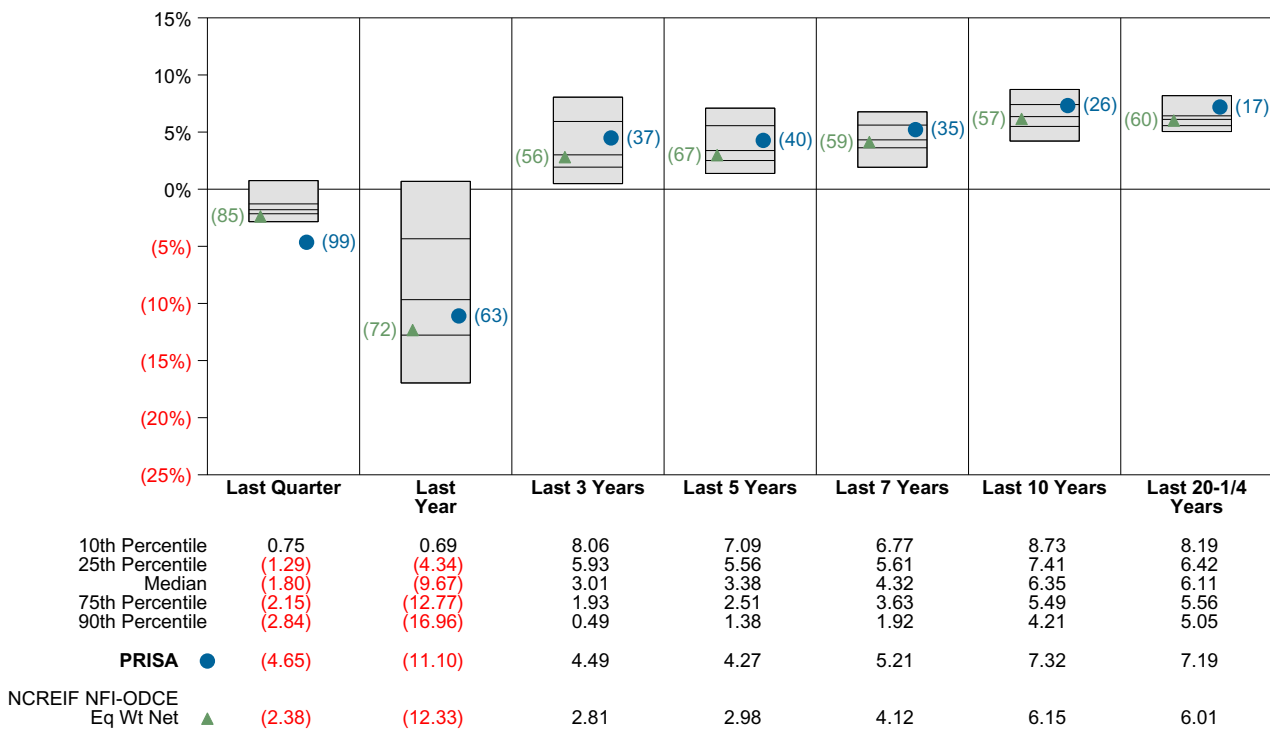 15%
10%
5%
0%
(5%)
(10%)
(15%)
(20%)
(25%)
(85) (99)
(72) (63)
(56) (37)
(67) (40)
(59) (35)
(57) (26)
(60) (17)
Last Quarter Last Year Last 3 Years Last 5 Years Last 7 Years Last 10 Years Last 20-1/4 Years
10th Percentile 0.75 0.69 8.06 7.09 6.77 8.73 8.19
25th Percentile (1.29) (4.34) 5.93 5.56 5.61 7.41 6.42
Median (1.80) (9.67) 3.01 3.38 4.32 6.35 6.11
75th Percentile (2.15) (12.77) 1.93 2.51 3.63 5.49 5.56
90th Percentile (2.84) (16.96) 0.49 1.38 1.92 4.21 5.05
PRISA (4.65) (11.10) 4.49 4.27 5.21 7.32 7.19
NCREIF NFI-ODCE
Eq Wt Net (2.38) (12.33) 2.81 2.98 4.12 6.15 6.01